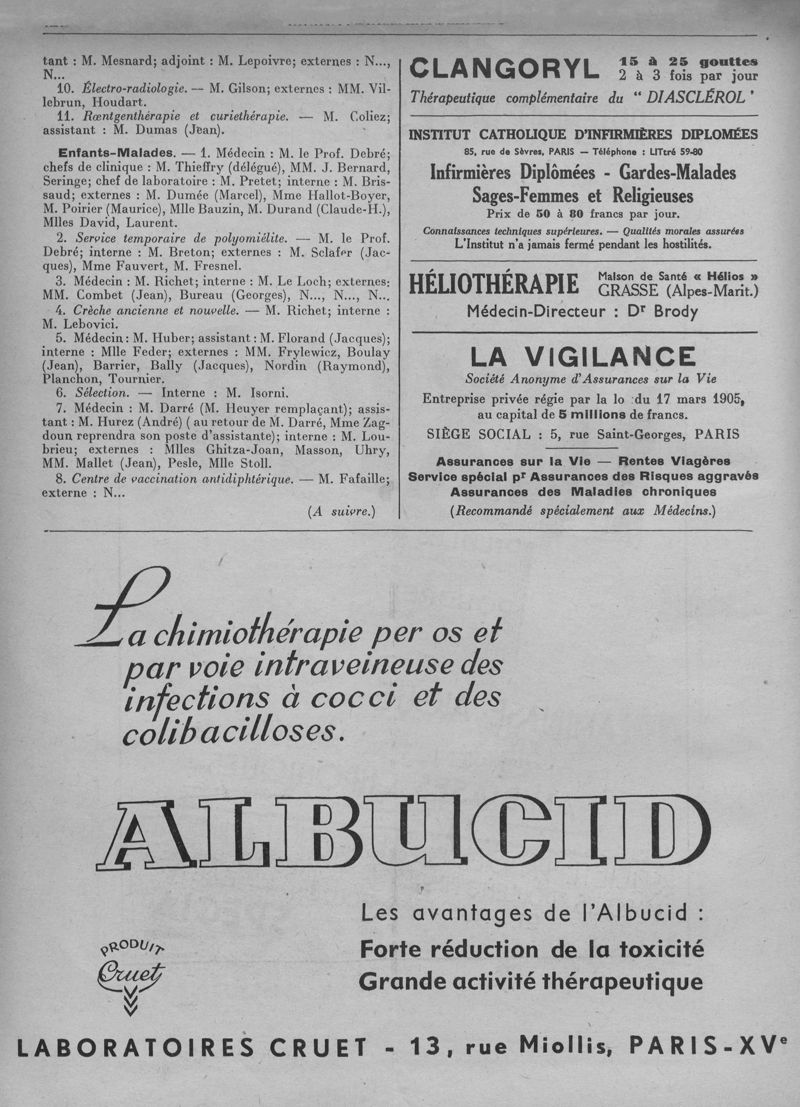 tant : M. Mesnard; adjoint : M. Lepoivre; externes : N...,
N...
10. Électro-radiologie. — M. Gilson; externes : MM. Vil-
lebrun, Houdart.
11. Rœntgenthérapie et curiethérapie. — M. Coliez;
assistant : M. Dumas (Jean).
Enfants-Malades. — 1. Médecin : M. le Prof. Debré;
chefs de clinique : M. Thieffry (délégué), MM. J. Bernard,
Seringe; chef de laboratoire : M. Pretet; interne : M. Bris-
saud; externes : M. Dumée (Marcel), Mme Hallot-Boyer,
M. Poirier (Maurice), Mlle Bauzin, M. Durand (Claude-H.),
Mlles David, Laurent.
2. Service temporaire de polyomiélite. — M. le Prof.
Debré; interne : M. Breton; externes : M. Sclafer (Jac-
ques), Mme Fauvert, M. Fresnel.
3. Médecin : M. Richet; interne : M. Le Loch; externes:
MM. Combet (Jean), Bureau (Georges), N..., N..., N...
4. Crèche ancienne et nouvelle. — M. Richet; interne :
M. Lebovici.
5. Médecin : M. Huber; assistant : M. Florand (Jacques);
interne : Mlle Feder; externes : MM. Frylewicz, Boulay
(Jean), Barrier, Bally (Jacques), Nordin (Raymond),
Planchon, Tournier.
6. Sélection. — Interne : M. Isorni.
7. Médecin : M. Darré (M. Heuyer remplaçant); assis-
tant : M. Hurez (André) ( au retour de M. Darré, Mme Zag-
doun reprendra son poste d'assistante); interne : M. Lou-
brieu; externes : Mlles Ghitza-Joan, Masson, Uhry,
MM. Mallet (Jean), Pesle, Mlle Stoll.
8. Centre de vaccination antidiphtérique. — M. Fafaille;
externe : N...
(A suivre.)
CLANGORYL 15 à 25 gouttes
2 à 3 fois par jour
Thérapeutique complémentaire du “ DIASCLÉROL ’
INSTITUT CATHOLIQUE D'INFIRMIÈRES DIPLOMÉES
85, rue de Sèvres, PARIS — Téléphone : LITtré 59-80
Infirmières Diplômées - Gardes-Malades
Sages-Femmes et Religieuses
Prix de 50 à 80 francs par jour.
Connaissances techniques supérieures. — Qualités morales assurées
L'Institut n'a jamais fermé pendant les hostilités.
HÉLIOTHÉRAPIE Maison de Santé « Hélios »
GRASSE (Alpes-Marit.)
Médecin-Directeur : Dr Brody
LA VIGILANCE
Société Anonyme d'Assurances sur la Vie
Entreprise privée régie par la lo du 17 mars 1905,
au capital de 5 millions de francs.
SIÈGE SOCIAL : 5, rue Saint-Georges, PARIS
Assurances sur la Vie — Rentes Viagères
Service spécial pr Assurances des Risques aggravés
Assurances des Maladies chroniques
(Recommandé spécialement aux Médecins.)
La chimiothérapie per os et
par voie intraveineuse des
infections à cocci et des
colibacilloses.
ALBUCID
Les avantages de l'Albucid :
Forte réduction de la toxicité
Grande activité thérapeutique
PRODUIT
Cruet
LABORATOIRES CRUET - 13, rue Miollis, PARIS-XVe